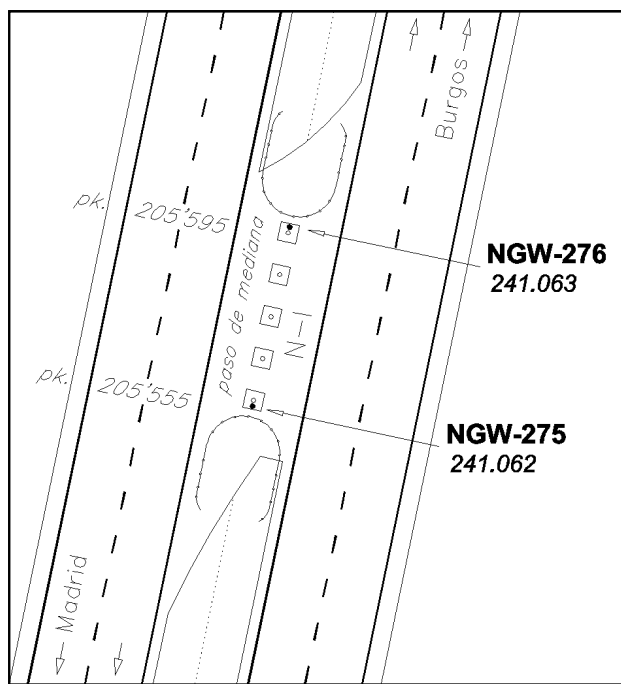 Burgos
pk. 205'595
NGW-276
241.063
paso de mediana
N-I
pk. 205'555
NGW-275
241.062
Madrid